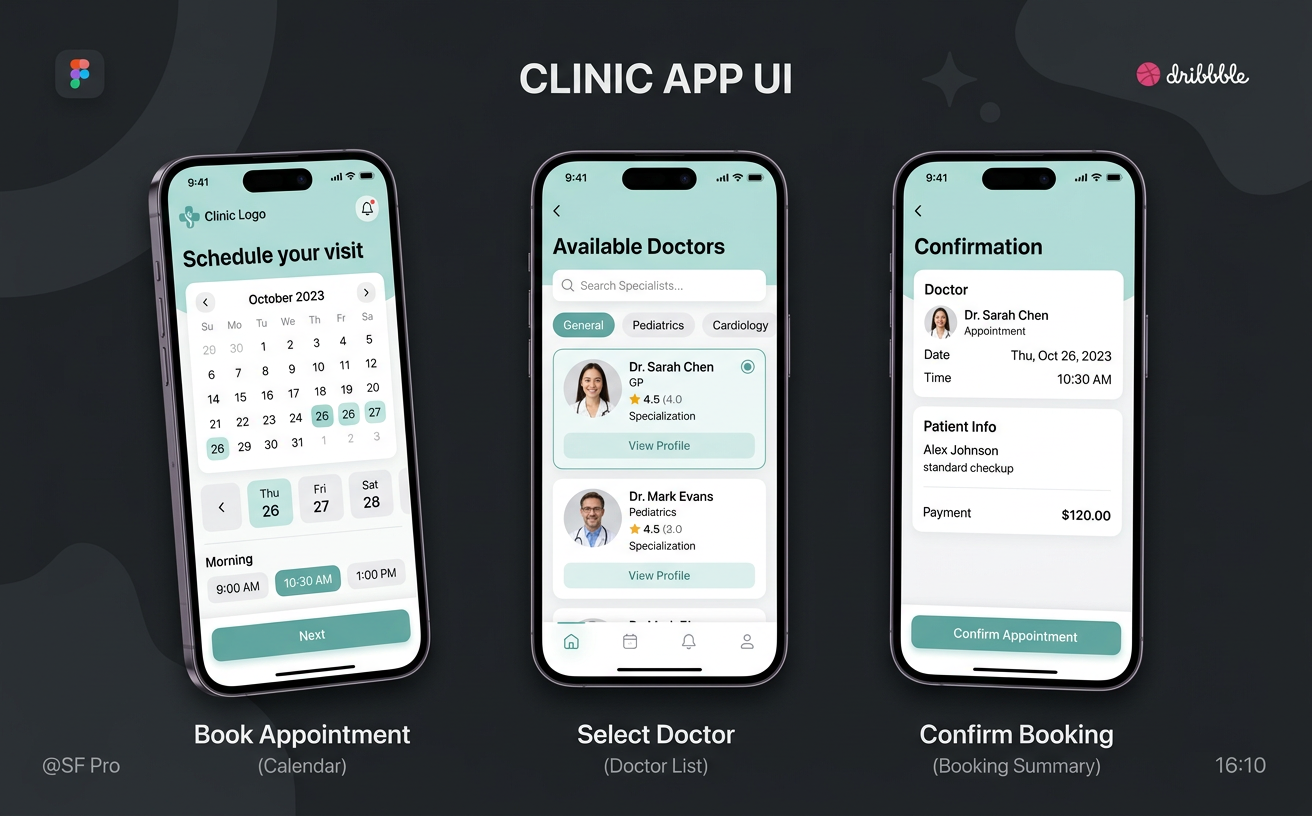 CLINIC APP UI
dribbble
9:41
Clinic Logo
Schedule your visit
October 2023
Su Mo Tu We Th Fr Sa
29 30 1 2 3 4 5
6 7 8 9 10 11 12
14 15 16 17 18 19 20
21 22 23 24 26 26 27
26 29 30 31 1 2 3
Thu Fri Sat
26 27 28
Morning
9:00 AM 10:30 AM 1:00 PM
Next
Book Appointment
(Calendar)
9:41
Available Doctors
Search Specialists...
General Pediatrics Cardiology
Dr. Sarah Chen
GP
4.5 (4.0
Specialization
View Profile
Dr. Mark Evans
Pediatrics
4.5 (3.0
Specialization
View Profile
Select Doctor
(Doctor List)
9:41
Confirmation
Doctor
Dr. Sarah Chen
Appointment
Date Thu, Oct 26, 2023
Time 10:30 AM
Patient Info
Alex Johnson
standard checkup
Payment $120.00
Confirm Appointment
Confirm Booking
(Booking Summary)
@SF Pro
16:10